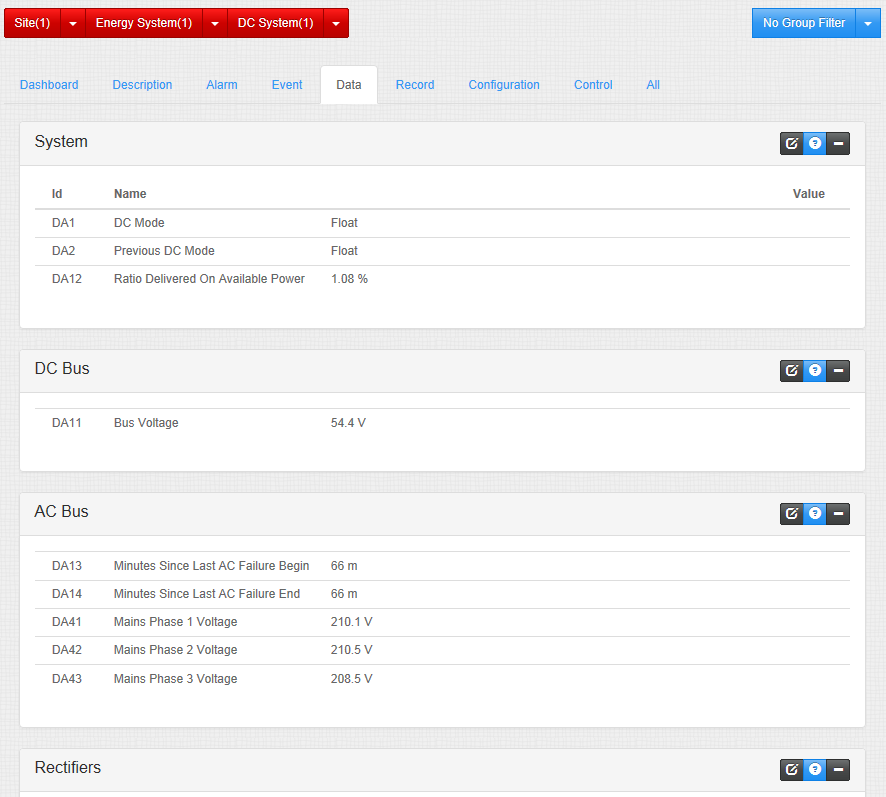 Site(1) Energy System(1) DC System(1) No Group Filter
Dashboard Description Alarm Event Data Record Configuration Control All
System
Id Name Value
DA1 DC Mode Float
DA2 Previous DC Mode Float
DA12 Ratio Delivered On Available Power 1.08 %
DC Bus
DA11 Bus Voltage 54.4 V
AC Bus
DA13 Minutes Since Last AC Failure Begin 66 m
DA14 Minutes Since Last AC Failure End 66 m
DA41 Mains Phase 1 Voltage 210.1 V
DA42 Mains Phase 2 Voltage 210.5 V
DA43 Mains Phase 3 Voltage 208.5 V
Rectifiers